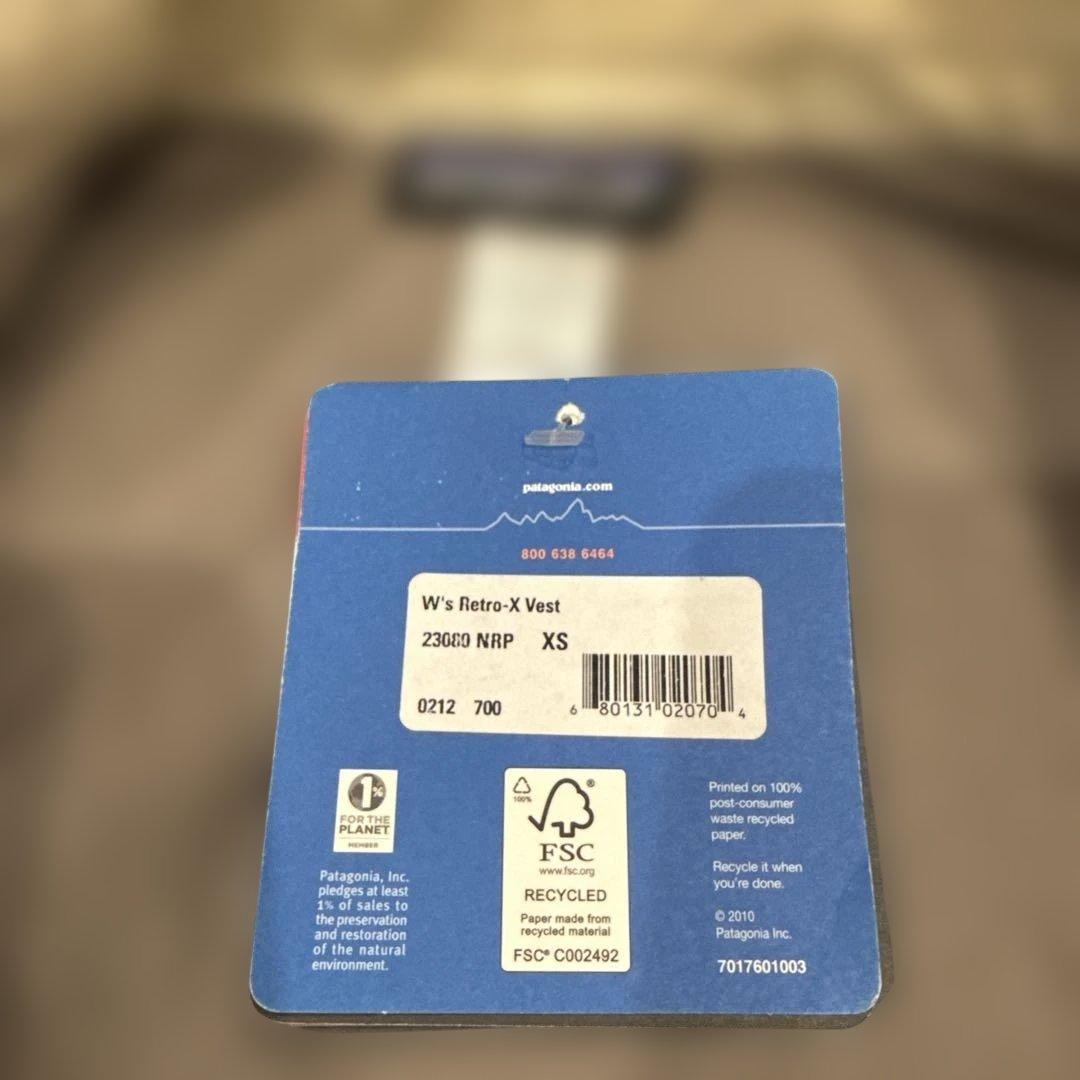 patagonia.com
800 638 6464
W's Retro-X Vest
23080 NRP XS
0212 700
6 80131 02070 4
1%
FOR THE
PLANET
MEMBER
Patagonia, Inc.
pledges at least
1% of sales to
the preservation
and restoration
of the natural
environment.
100%
®
FSC
www.fsc.org
RECYCLED
Paper made from
recycled material
FSC® C002492
Printed on 100%
post-consumer
waste recycled
paper.
Recycle it when
you're done.
© 2010
Patagonia Inc.
7017601003